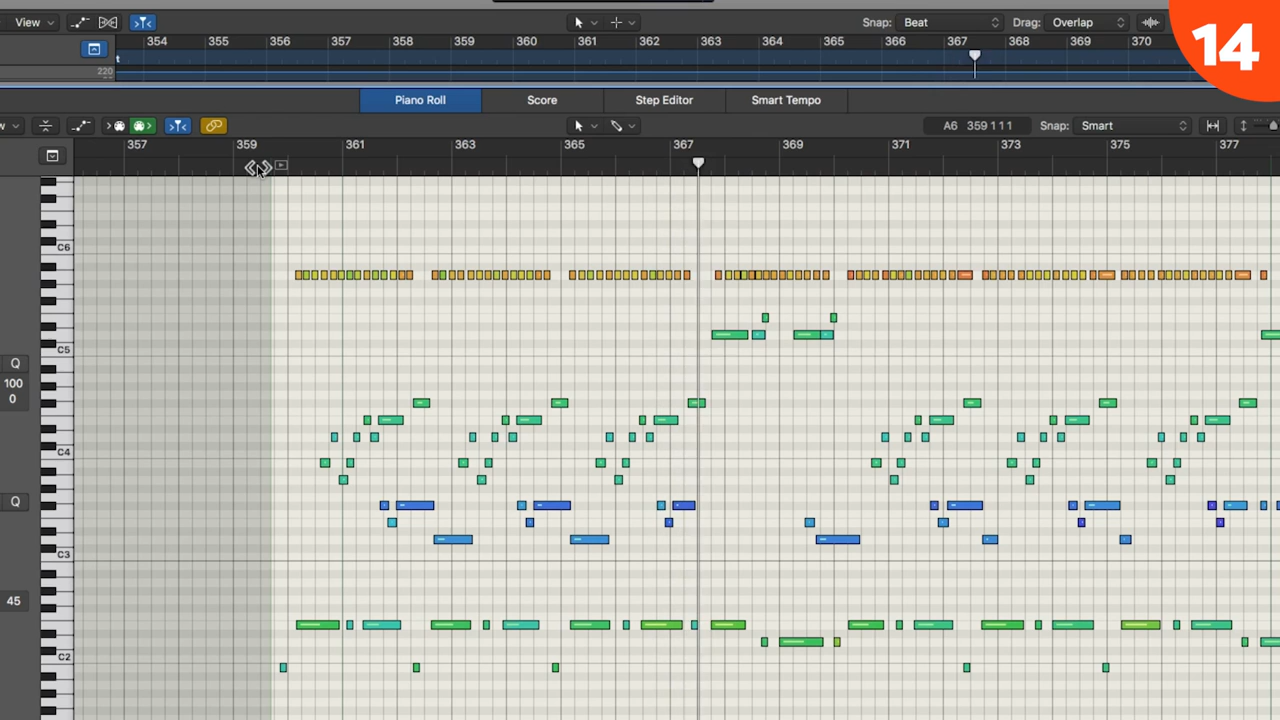 View Snap: Beat Drag: Overlap
14
354 355 356 357 358 359 360 361 362 363 364 365 366 367 368 369 370
220
Piano Roll Score Step Editor Smart Tempo
A6 359 1 1 1 Snap: Smart
357 359 361 363 365 367 369 371 373 375 377
C6
C5
Q
100
0
C4
Q
C3
45
C2